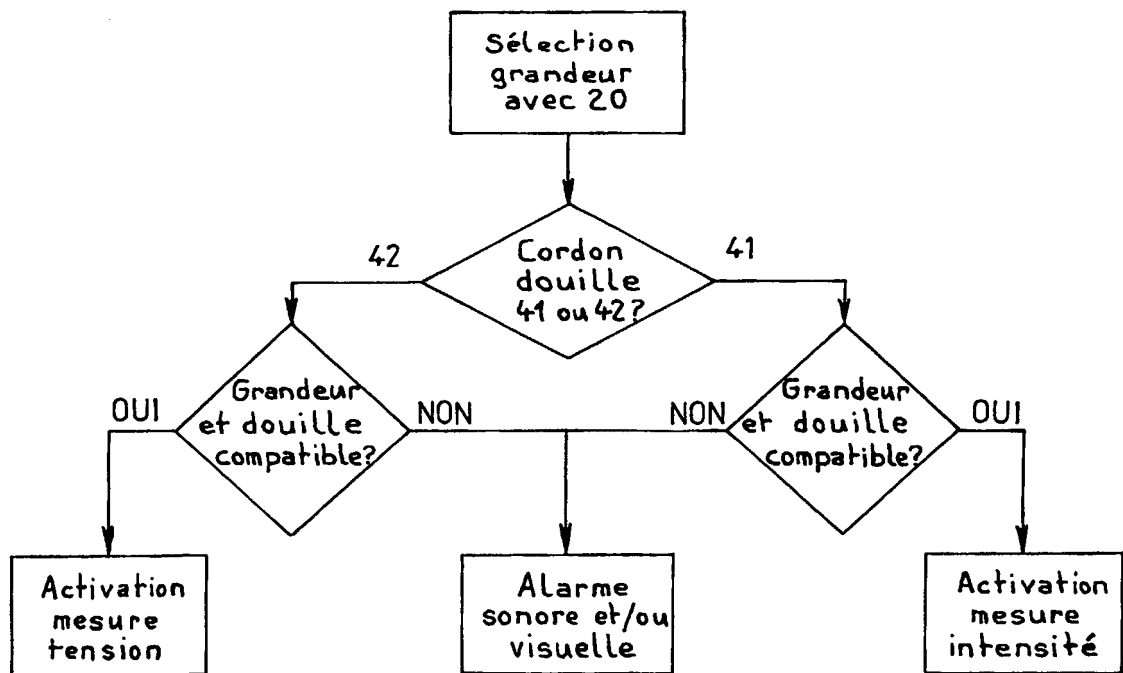 Sélection
grandeur
avec 20
42
Cordon
douille
41 ou 42?
41
OUI
Grandeur
et douille
compatible?
NON
NON
Grandeur
et douille
compatible?
OUI
Activation
mesure
tension
Alarme
sonore et/ou
visuelle
Activation
mesure
intensité